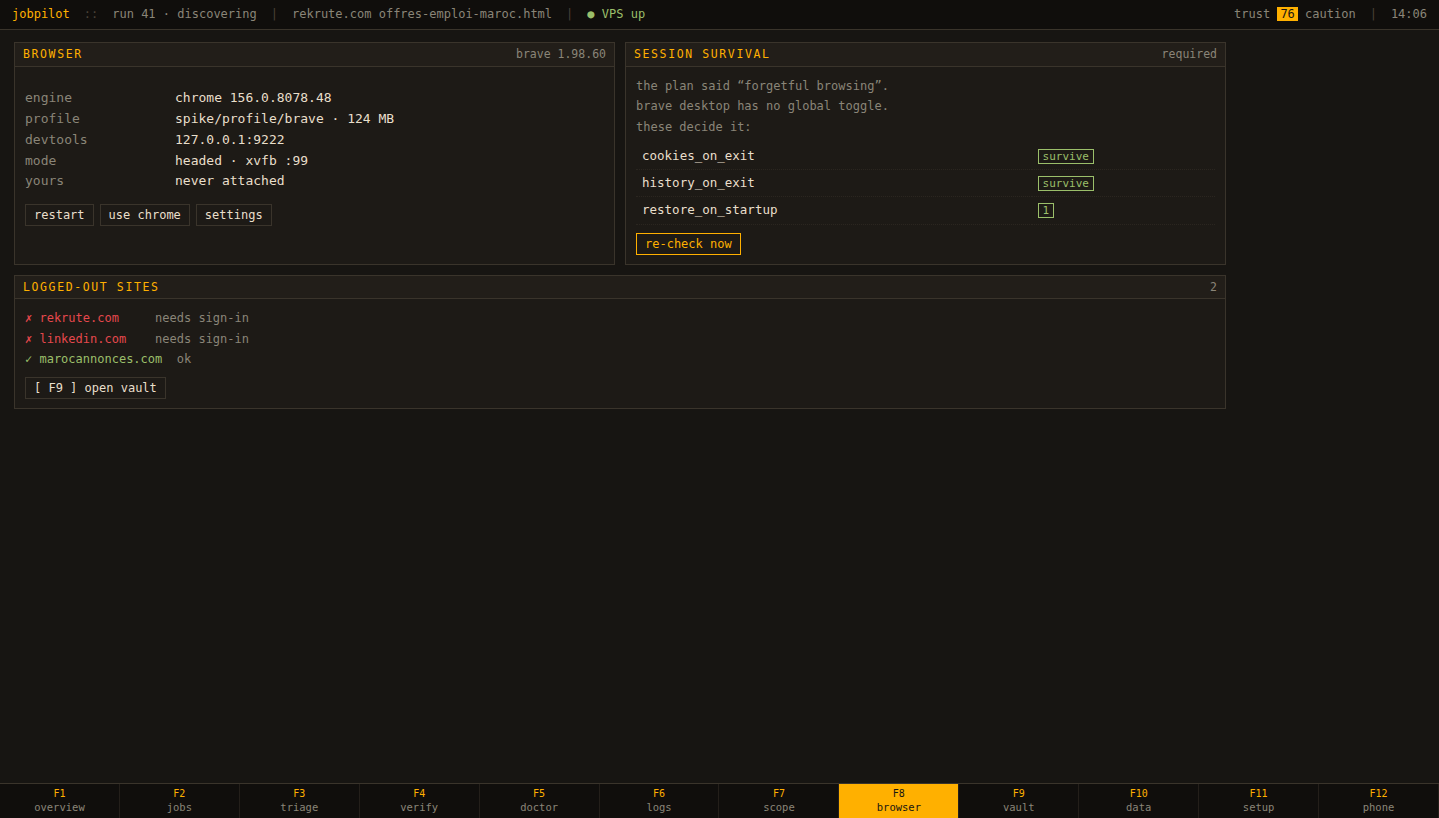 jobpilot :: run 41 · discovering | rekrute.com offres-emploi-maroc.html | ● VPS up trust 76 caution | 14:06
BROWSER brave 1.98.60
engine chrome 156.0.8078.48
profile spike/profile/brave · 124 MB
devtools 127.0.0.1:9222
mode headed · xvfb :99
yours never attached
restart use chrome settings
SESSION SURVIVAL required
the plan said “forgetful browsing”.
brave desktop has no global toggle.
these decide it:
cookies_on_exit survive
history_on_exit survive
restore_on_startup 1
re-check now
LOGGED-OUT SITES 2
✗ rekrute.com needs sign-in
✗ linkedin.com needs sign-in
✓ marocannonces.com ok
[ F9 ] open vault
F1 F2 F3 F4 F5 F6 F7 F8 F9 F10 F11 F12
overview jobs triage verify doctor logs scope browser vault data setup phone